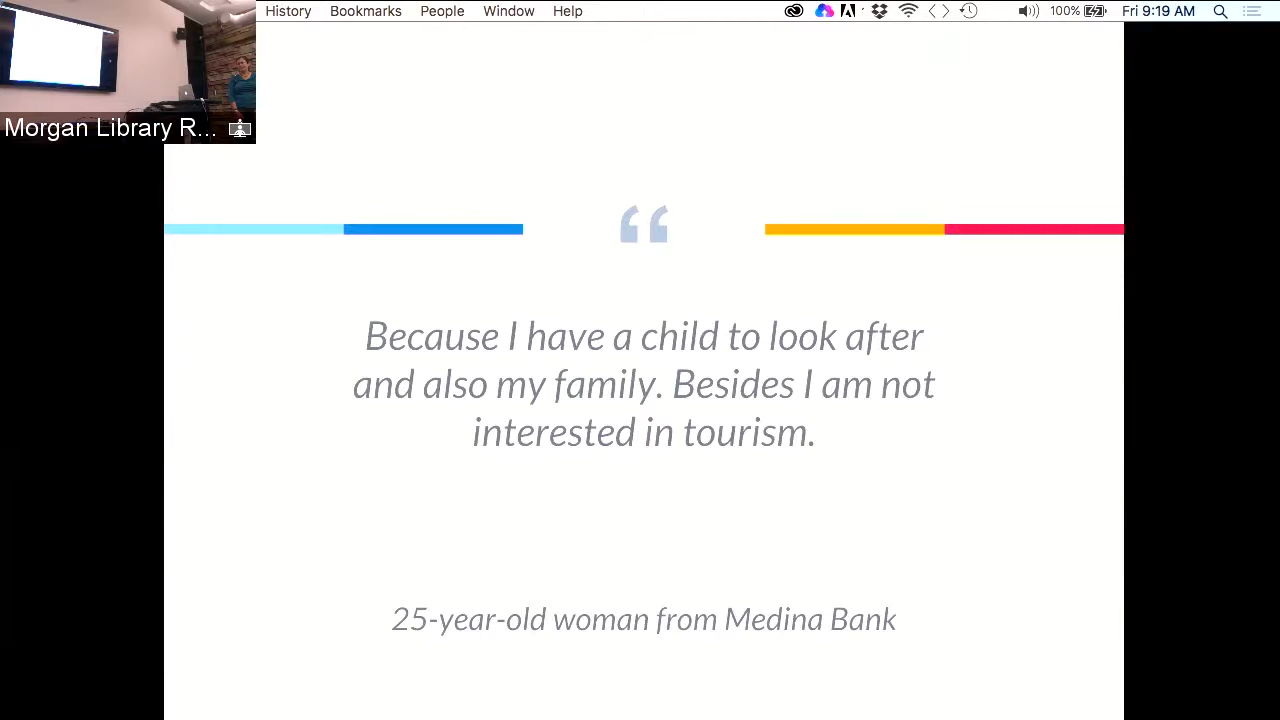 History Bookmarks People Window Help 100% Fri 9:19 AM
Morgan Library R...
“
Because I have a child to look after
and also my family. Besides I am not
interested in tourism.
25-year-old woman from Medina Bank